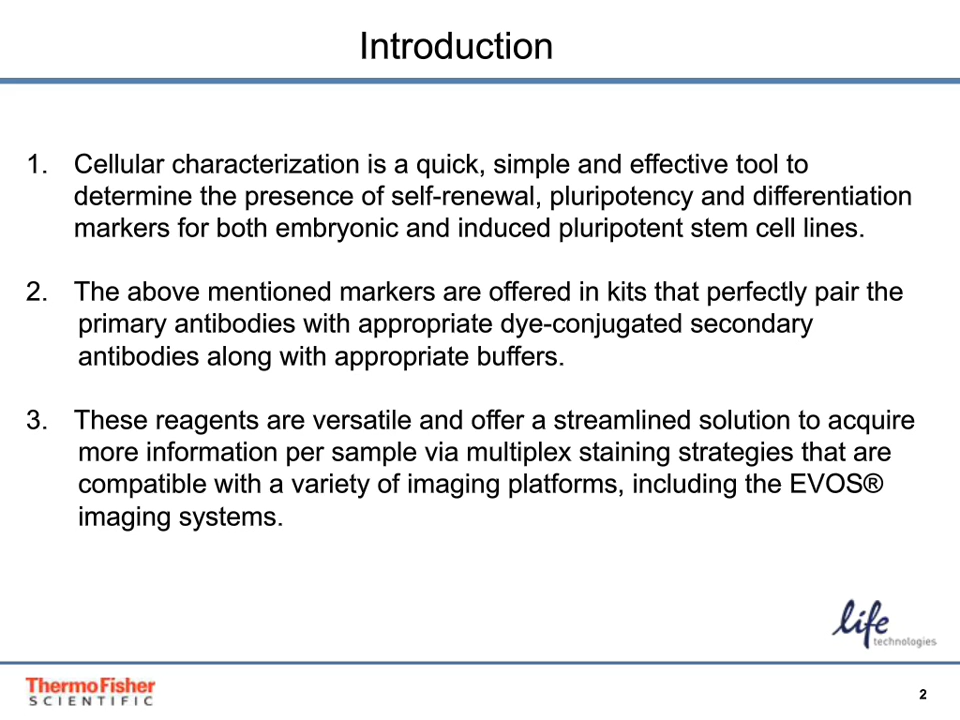 Introduction
1. Cellular characterization is a quick, simple and effective tool to
determine the presence of self-renewal, pluripotency and differentiation
markers for both embryonic and induced pluripotent stem cell lines.
2. The above mentioned markers are offered in kits that perfectly pair the
primary antibodies with appropriate dye-conjugated secondary
antibodies along with appropriate buffers.
3. These reagents are versatile and offer a streamlined solution to acquire
more information per sample via multiplex staining strategies that are
compatible with a variety of imaging platforms, including the EVOS®
imaging systems.
life
technologies
ThermoFisher
SCIENTIFIC
2